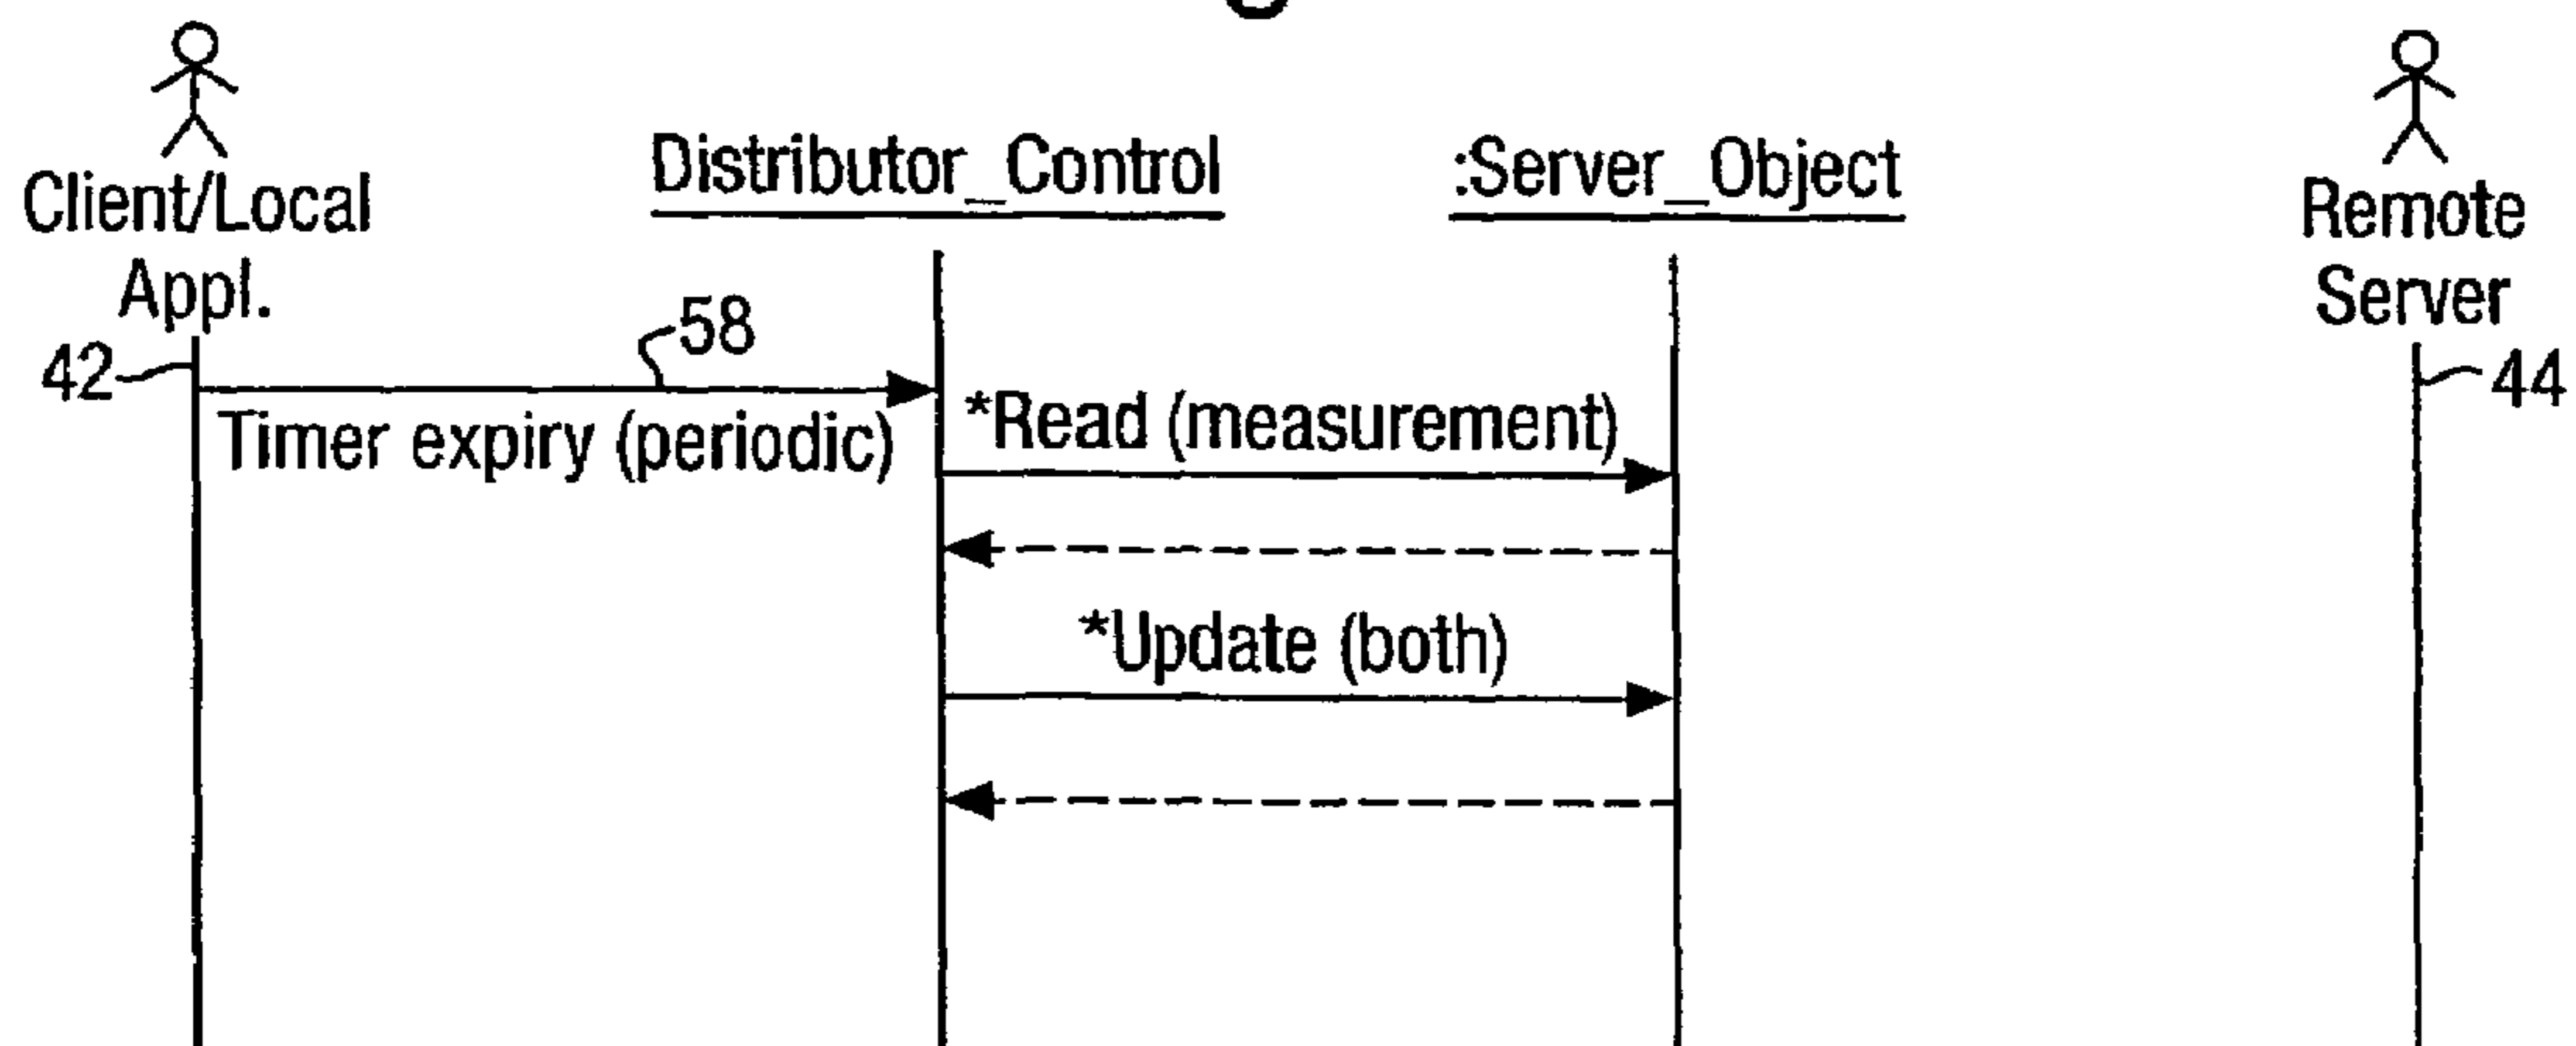 Client/Local
Appl.
Distributor_Control
:Server_Object
Remote
Server
42
58
44
Timer expiry (periodic)
*Read (measurement)
*Update (both)